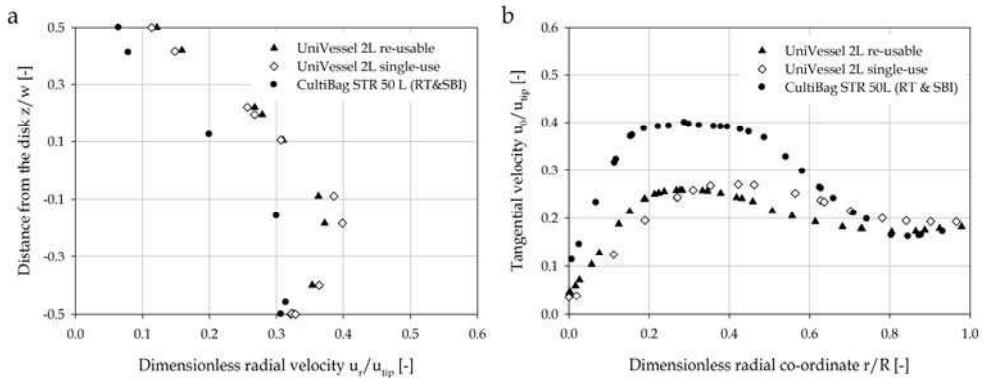 a
0.5
0.3
0.1
-0.1
-0.3
-0.5
Distance from the disk z/w [-]
▲ UniVessel 2L re-usable
◇ UniVessel 2L single-use
● CultiBag STR 50 L (RT&SBI)
0.0 0.1 0.2 0.3 0.4 0.5 0.6
Dimensionless radial velocity u_r/u_tip [-]
b
0.6
0.5
0.4
0.3
0.2
0.1
0.0
Tangential velocity u_θ/u_tip [-]
▲ UniVessel 2L re-usable
◇ UniVessel 2L single-use
● CultiBag STR 50L (RT & SBI)
0.0 0.2 0.4 0.6 0.8 1.0
Dimensionless radial co-ordinate r/R [-]